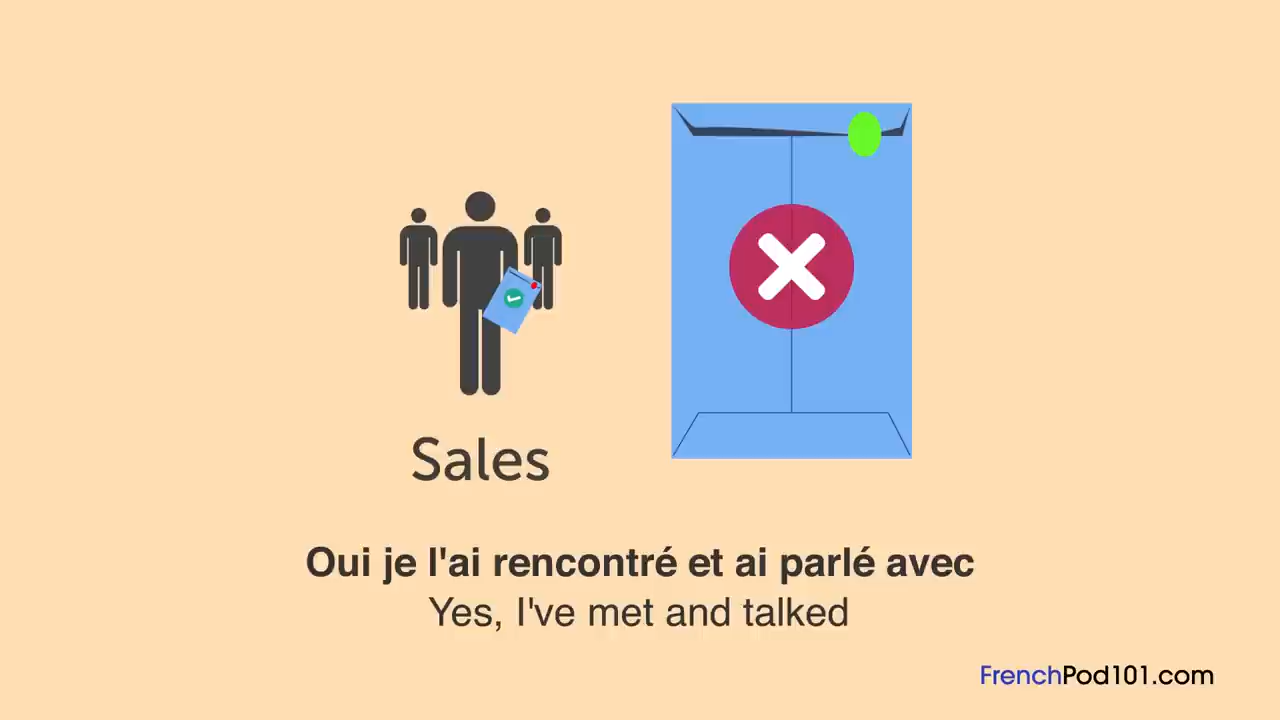 Sales
Oui je l'ai rencontré et ai parlé avec
Yes, I've met and talked
FrenchPod101.com